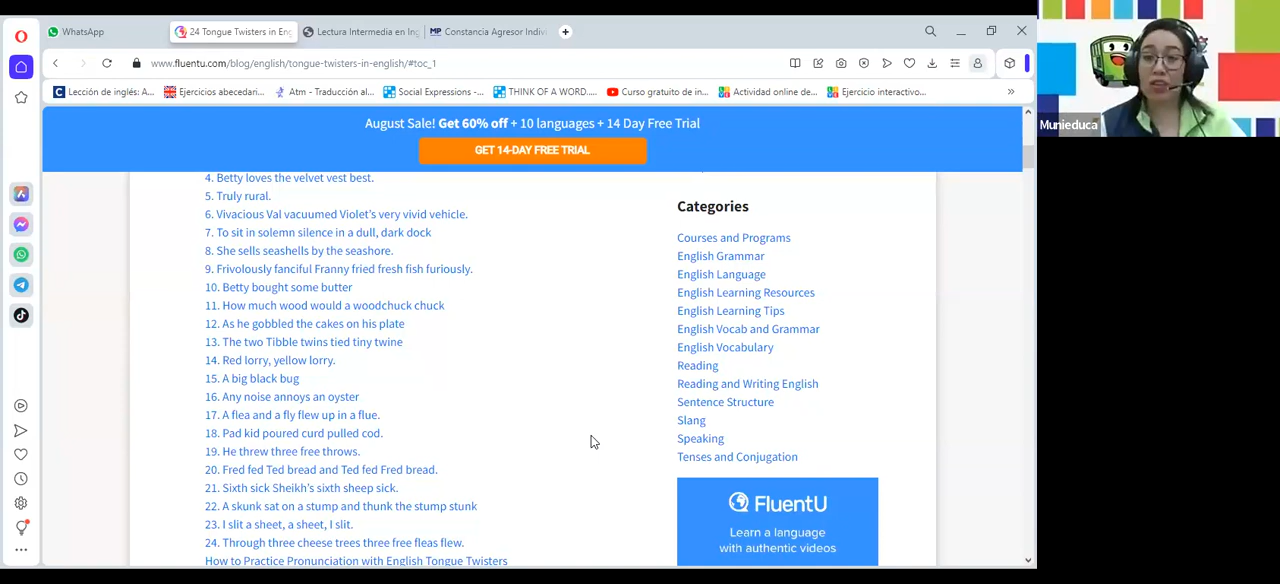 WhatsApp
24 Tongue Twisters in Eng
Lectura Intermedia en Ing
MP Constancia Agresor Indivi
www.fluentu.com/blog/english/tongue-twisters-in-english/#toc_1
Lección de inglés: A...
Ejercicios abecedari...
Atm - Traducción al...
Social Expressions -...
THINK OF A WORD....
Curso gratuito de in...
Actividad online de...
Ejercicio interactivo...
»
August Sale! Get 60% off + 10 languages + 14 Day Free Trial
GET 14-DAY FREE TRIAL
4. Betty loves the velvet vest best.
5. Truly rural.
6. Vivacious Val vacuumed Violet's very vivid vehicle.
7. To sit in solemn silence in a dull, dark dock
8. She sells seashells by the seashore.
9. Frivolously fanciful Franny fried fresh fish furiously.
10. Betty bought some butter
11. How much wood would a woodchuck chuck
12. As he gobbled the cakes on his plate
13. The two Tibble twins tied tiny twine
14. Red lorry, yellow lorry.
15. A big black bug
16. Any noise annoys an oyster
17. A flea and a fly flew up in a flue.
18. Pad kid poured curd pulled cod.
19. He threw three free throws.
20. Fred fed Ted bread and Ted fed Fred bread.
21. Sixth sick Sheikh's sixth sheep sick.
22. A skunk sat on a stump and thunk the stump stunk
23. I slit a sheet, a sheet, I slit.
24. Through three cheese trees three free fleas flew.
How to Practice Pronunciation with English Tongue Twisters
Categories
Courses and Programs
English Grammar
English Language
English Learning Resources
English Learning Tips
English Vocab and Grammar
English Vocabulary
Reading
Reading and Writing English
Sentence Structure
Slang
Speaking
Tenses and Conjugation
FluentU
Learn a language
with authentic videos
Munieduca